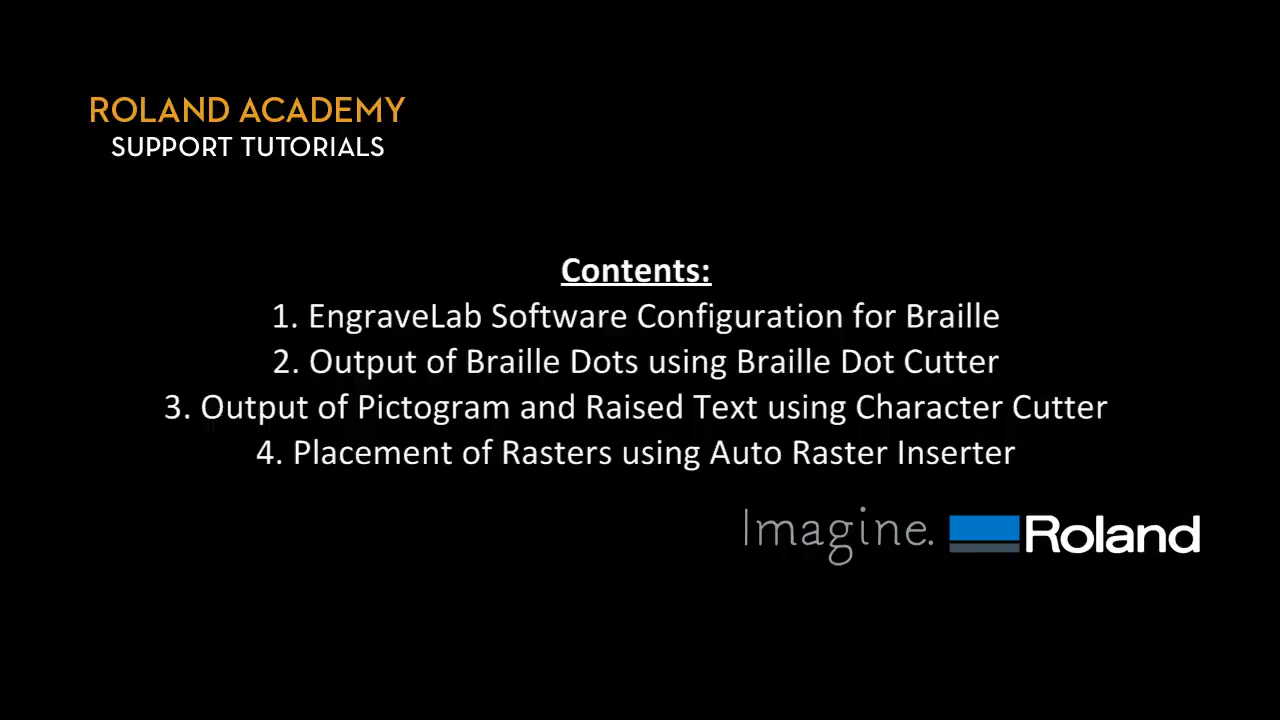 ROLAND ACADEMY
SUPPORT TUTORIALS
Contents:
1. EngraveLab Software Configuration for Braille
2. Output of Braille Dots using Braille Dot Cutter
3. Output of Pictogram and Raised Text using Character Cutter
4. Placement of Rasters using Auto Raster Inserter
Imagine. Roland